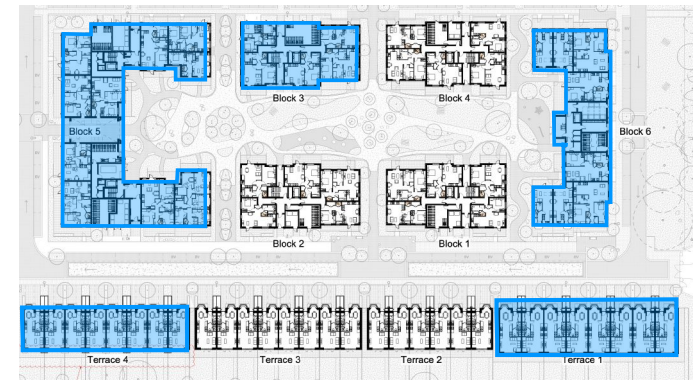 Block 3
Block 4
Block 5
Block 6
Block 2
Block 1
Terrace 4
Terrace 3
Terrace 2
Terrace 1